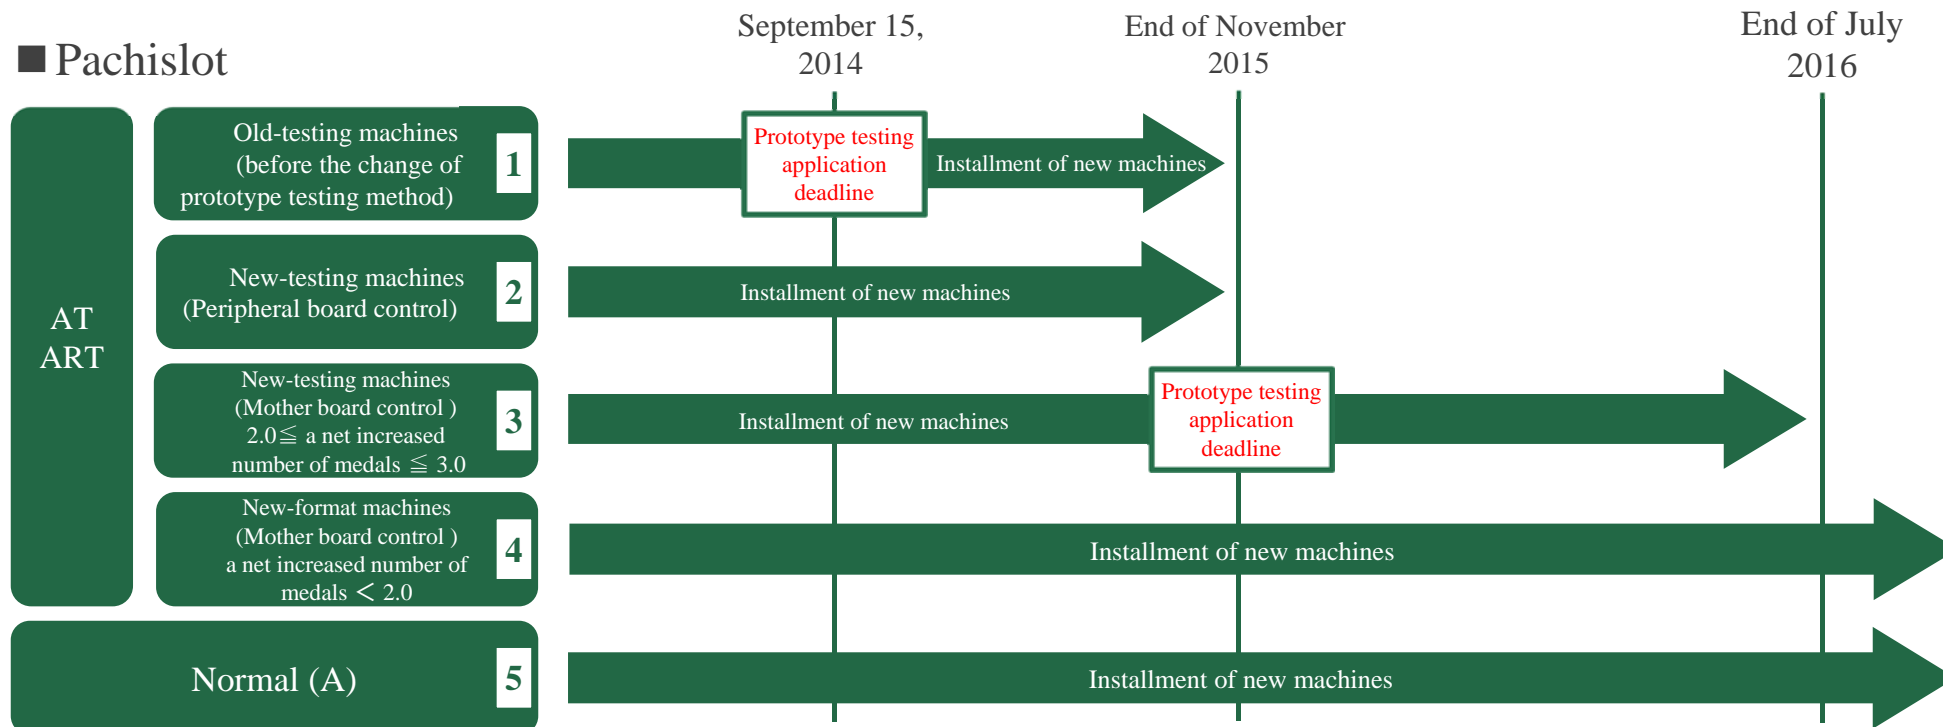 ■ Pachislot
September 15,
2014
End of November
2015
End of July
2016
AT
ART
Old-testing machines
(before the change of
prototype testing method)
1
Prototype testing
application
deadline
Installment of new machines
New-testing machines
(Peripheral board control)
2
Installment of new machines
New-testing machines
(Mother board control )
2.0≦ a net increased
number of medals ≦ 3.0
3
Installment of new machines
Prototype testing
application
deadline
New-format machines
(Mother board control )
a net increased number of
medals < 2.0
4
Installment of new machines
Normal (A)
5
Installment of new machines